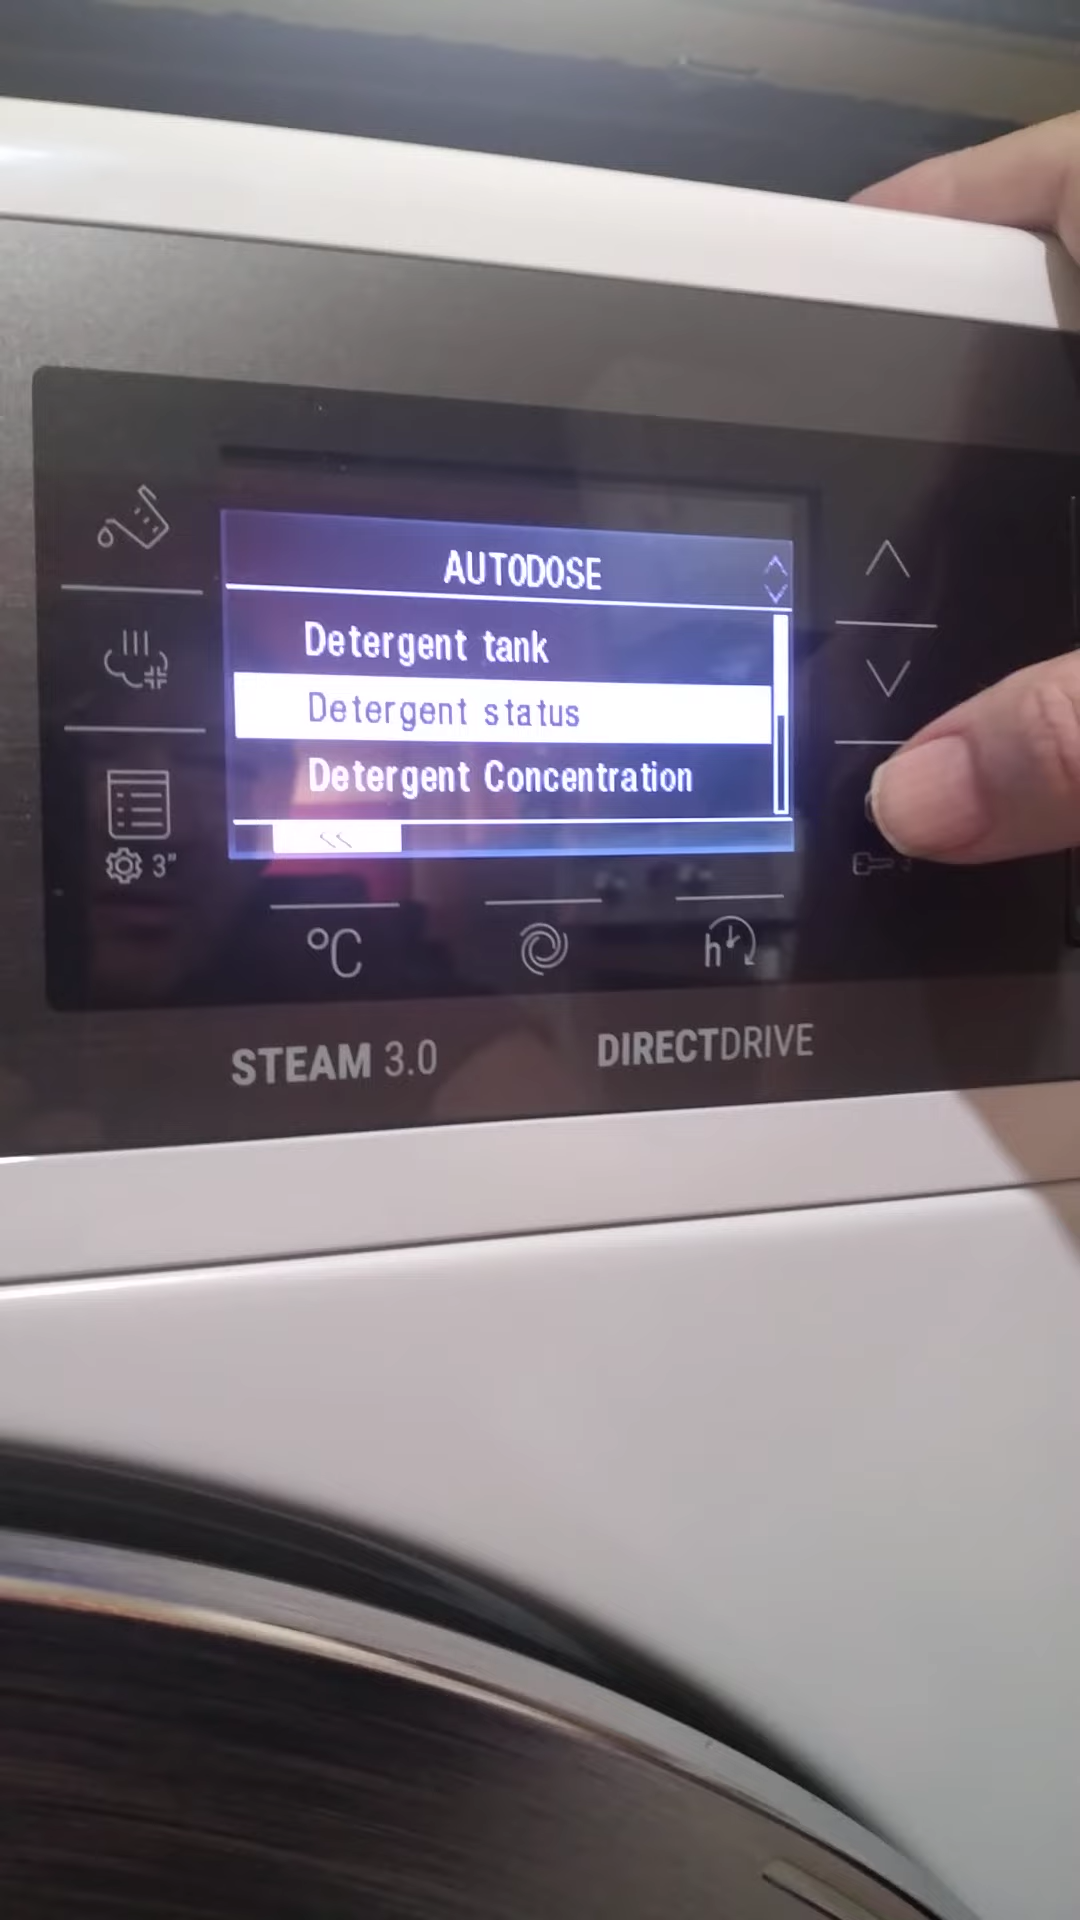 AUTODOSE
Detergent tank
Detergent status
Detergent Concentration
<<
3"
°C
h
STEAM 3.0
DIRECTDRIVE